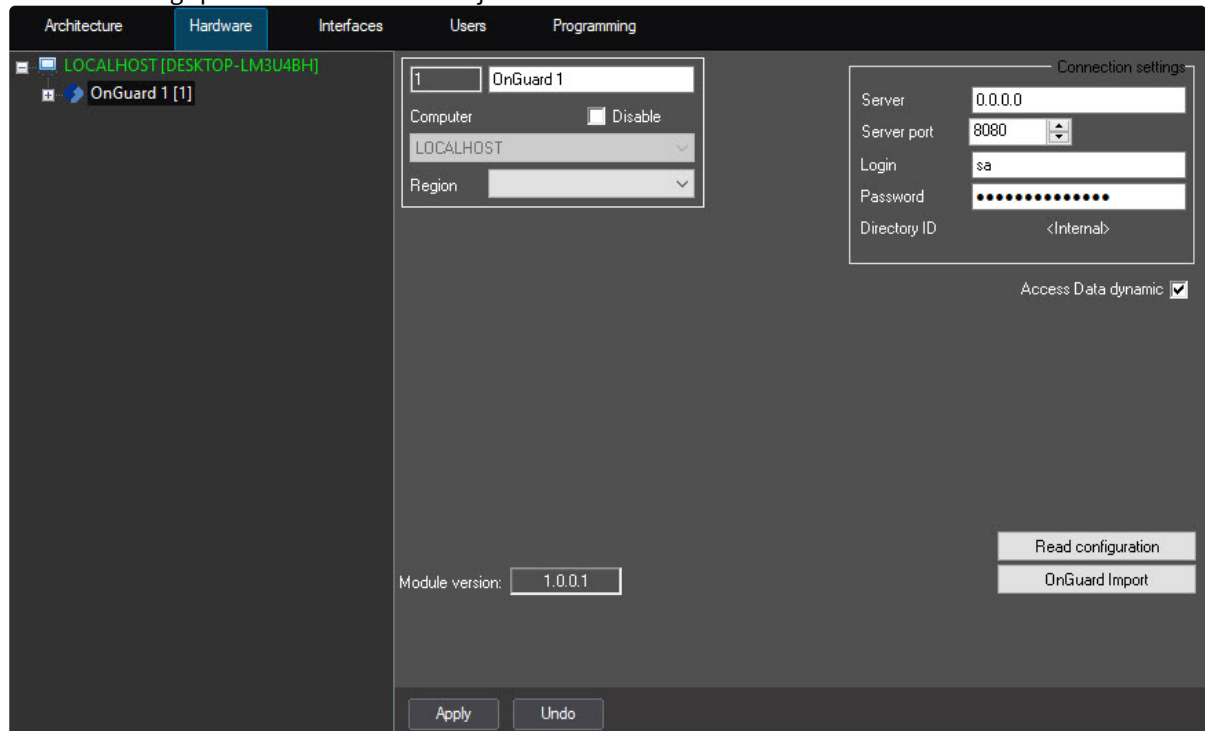 Architecture Hardware Interfaces Users Programming
LOCALHOST [DESKTOP-LM3U4BH]
OnGuard 1 [1]
1 OnGuard 1
Computer Disable
LOCALHOST
Region
Connection settings
Server 0.0.0.0
Server port 8080
Login sa
Password ••••••••••••••
Directory ID <Internal>
Access Data dynamic
Read configuration
Module version: 1.0.0.1
OnGuard Import
Apply Undo